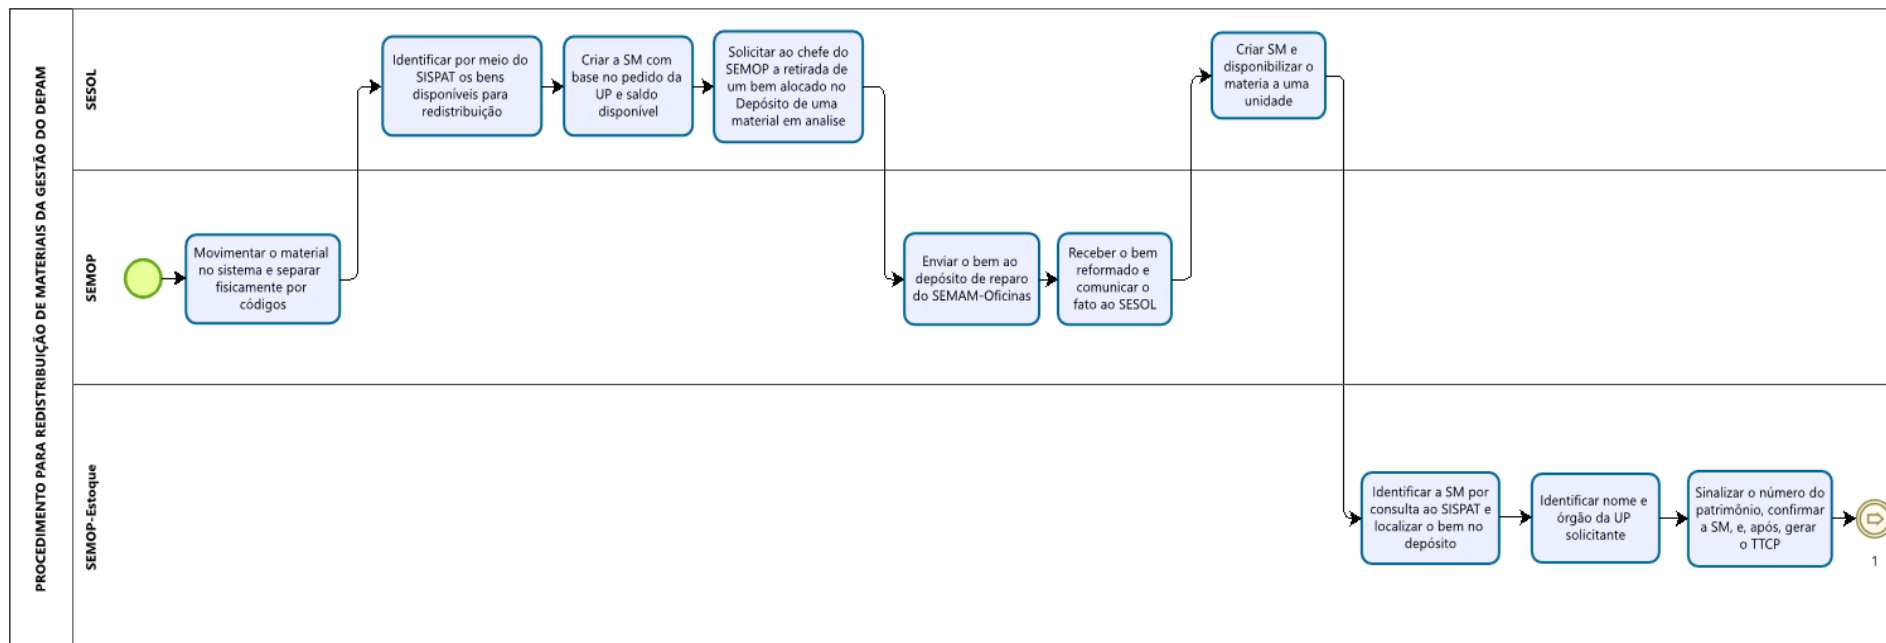 PROCEDIMENTO PARA REDISTRIBUIÇÃO DE MATERIAIS DA GESTÃO DO DEPAM
SESOL
Identificar por meio do
SISPAT os bens
disponíveis para
redistribuição
Criar a SM com
base no pedido da
UP e saldo
disponível
Solicitar ao chefe do
SEMOP a retirada de
um bem alocado no
Depósito de uma
material em analise
Criar SM e
disponibilizar o
materia a uma
unidade
SEMOP
Movimentar o material
no sistema e separar
fisicamente por
códigos
Enviar o bem ao
depósito de reparo
do SEMAM-Oficinas
Receber o bem
reformado e
comunicar o
fato ao SESOL
SEMOP-Estoque
Identificar a SM por
consulta ao SISPAT e
localizar o bem no
depósito
Identificar nome e
órgão da UP
solicitante
Sinalizar o número do
patrimônio, confirmar
a SM, e, após, gerar
o TTCP
1